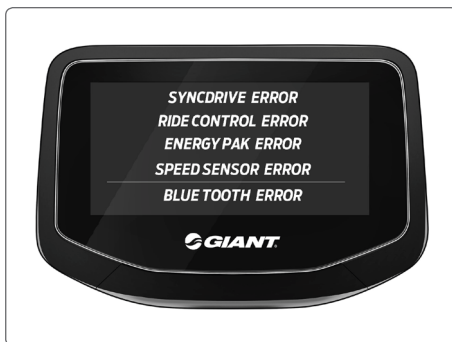 SYNCDRIVE ERROR
RIDE CONTROL ERROR
ENERGY PAK ERROR
SPEED SENSOR ERROR
BLUE TOOTH ERROR
GIANT